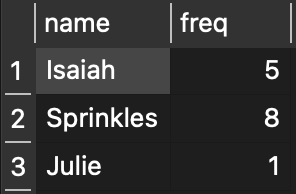 name freq
1 Isaiah 5
2 Sprinkles 8
3 Julie 1